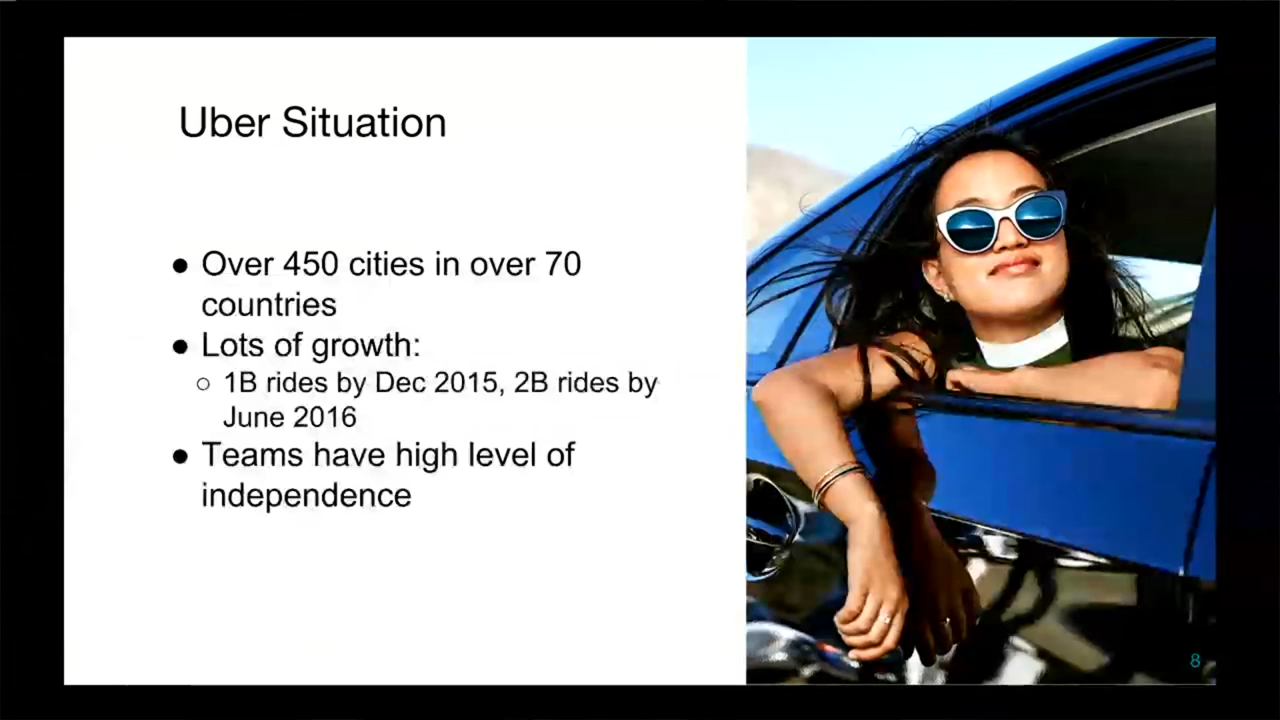 Uber Situation
● Over 450 cities in over 70
countries
● Lots of growth:
○ 1B rides by Dec 2015, 2B rides by
June 2016
● Teams have high level of
independence
8